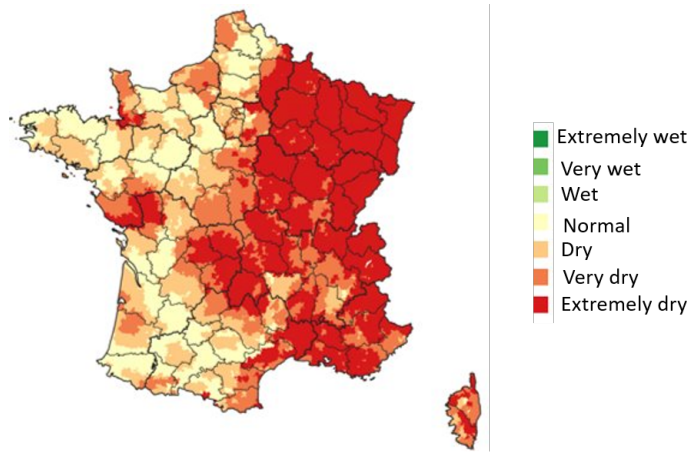 Extremely wet
Very wet
Wet
Normal
Dry
Very dry
Extremely dry